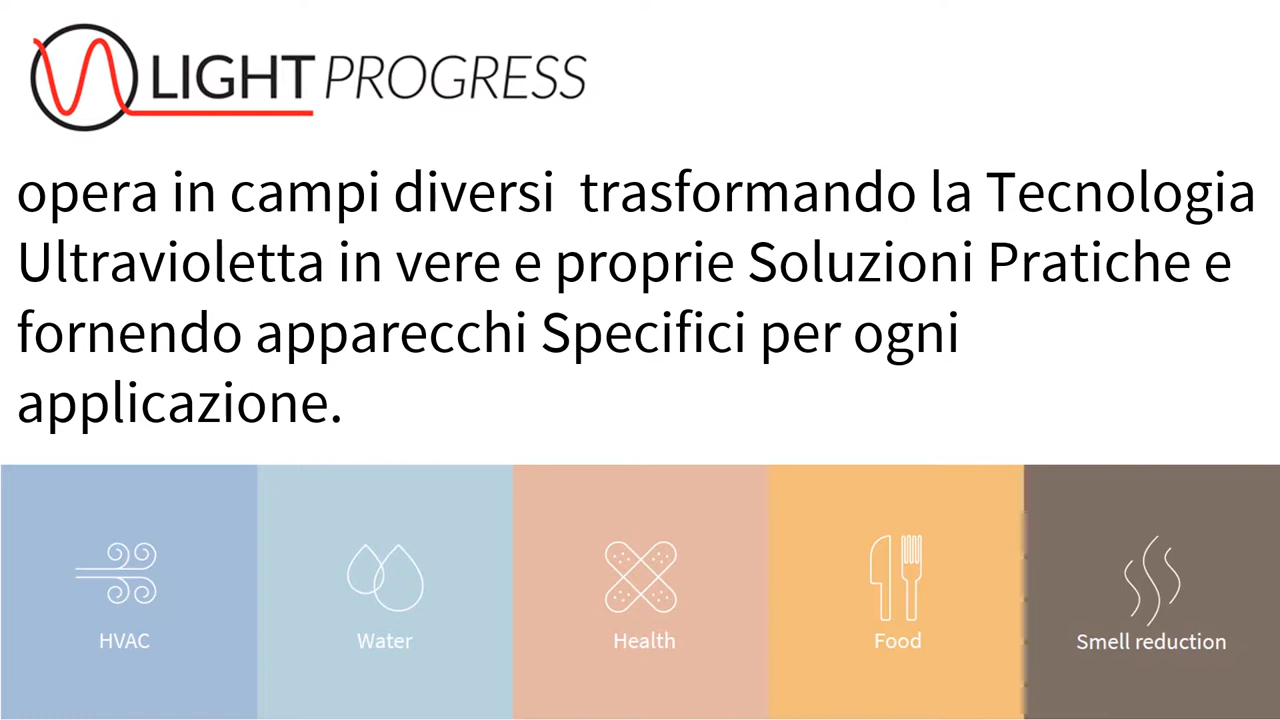 LIGHT PROGRESS
opera in campi diversi  trasformando la Tecnologia
Ultravioletta in vere e proprie Soluzioni Pratiche e
fornendo apparecchi Specifici per ogni
applicazione.
HVAC
Water
Health
Food
Smell reduction